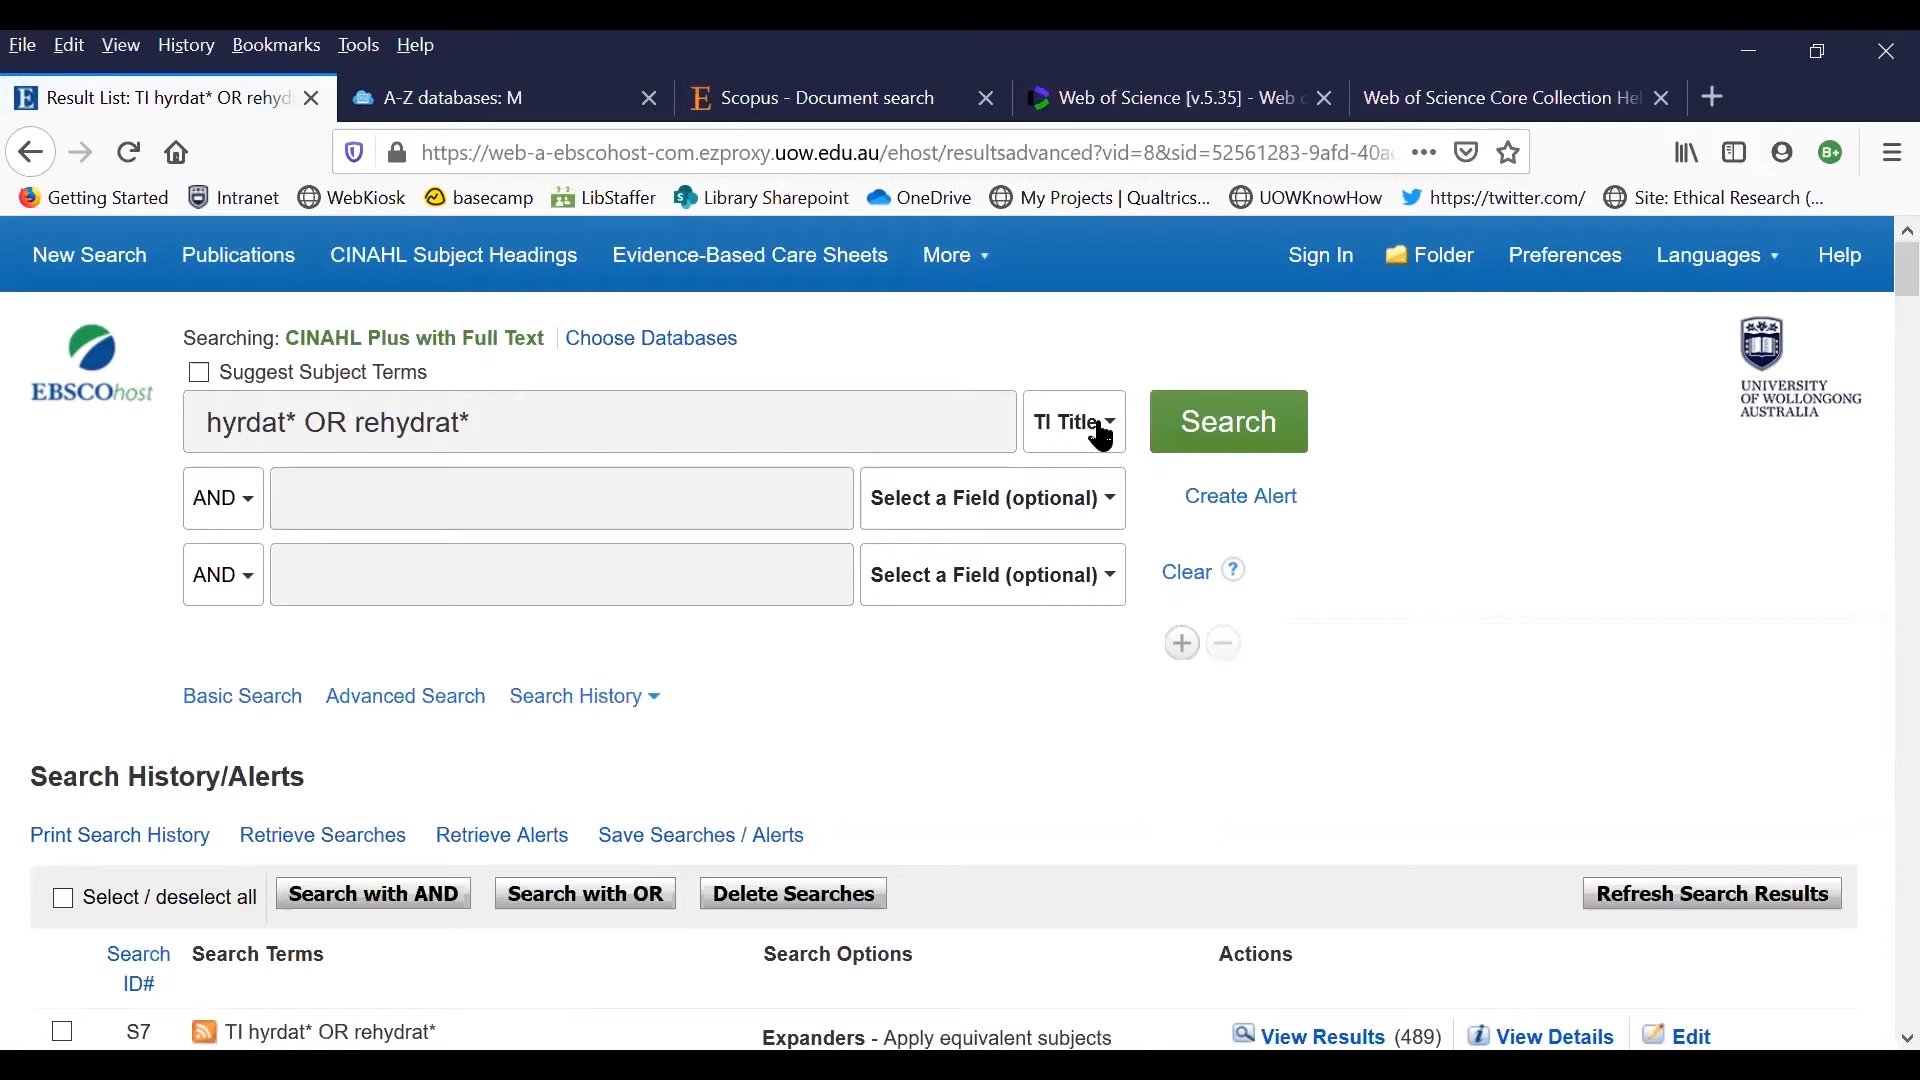 File Edit View History Bookmarks Tools Help
Result List: TI hyrdat* OR rehyd A-Z databases: M Scopus - Document search Web of Science [v.5.35] - Web Web of Science Core Collection Hel
https://web-a-ebscohost-com.ezproxy.uow.edu.au/ehost/resultsadvanced?vid=8&sid=52561283-9afd-40a
Getting Started Intranet WebKiosk basecamp LibStaffer Library Sharepoint OneDrive My Projects | Qualtrics... UOWKnowHow https://twitter.com/ Site: Ethical Research (...
New Search Publications CINAHL Subject Headings Evidence-Based Care Sheets More Sign In Folder Preferences Languages Help
Searching: CINAHL Plus with Full Text Choose Databases
Suggest Subject Terms
EBSCOhost
UNIVERSITY
OF WOLLONGONG
AUSTRALIA
hyrdat* OR rehydrat* TI Title Search
AND Select a Field (optional) Create Alert
AND Select a Field (optional) Clear ?
Basic Search Advanced Search Search History
Search History/Alerts
Print Search History Retrieve Searches Retrieve Alerts Save Searches / Alerts
Select / deselect all Search with AND Search with OR Delete Searches Refresh Search Results
Search Search Terms Search Options Actions
ID#
S7 TI hyrdat* OR rehydrat* Expanders - Apply equivalent subjects View Results (489) View Details Edit